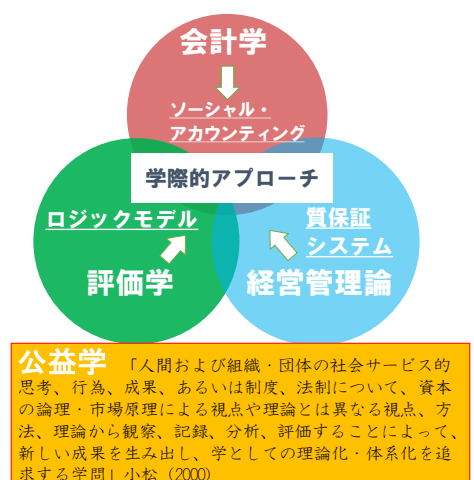 会計学
ソーシャル・
アカウンティング
学際的アプローチ
ロジックモデル
評価学
質保証
システム
経営管理論
公益学 「人間および組織・団体の社会サービス的
思考、行為、成果、あるいは制度、法制について、資本
の論理・市場原理による視点や理論とは異なる視点、方
法、理論から観察、記録、分析、評価することによって、
新しい成果を生み出し、学としての理論化・体系化を追
求する学問」小松（2000）